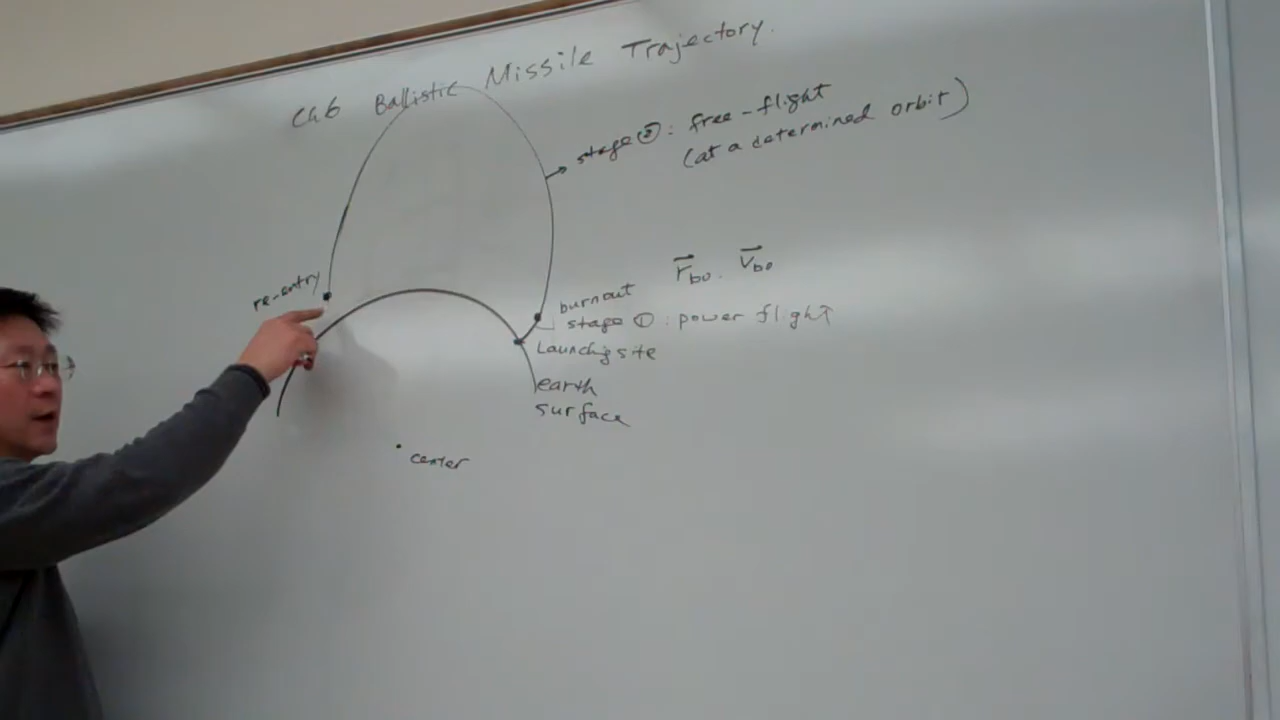 Ch6 Ballistic Missile Trajectory.
stage ②: free-flight
(at a determined orbit)
re-entry
r bo. v bo
burnout
stage ①: power flight
Launchig site
earth
surface
center